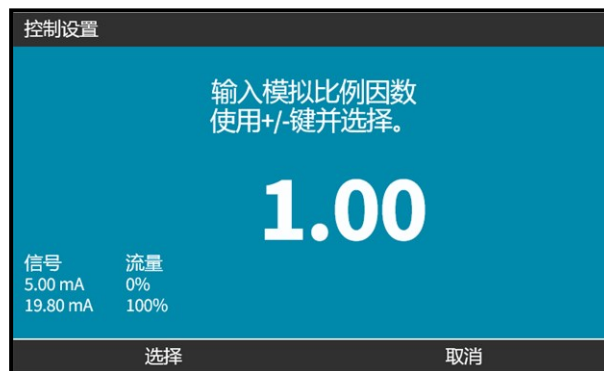 控制设置
输入模拟比例因数
使用+/-键并选择。
1.00
信号 流量
5.00 mA 0%
19.80 mA 100%
选择 取消